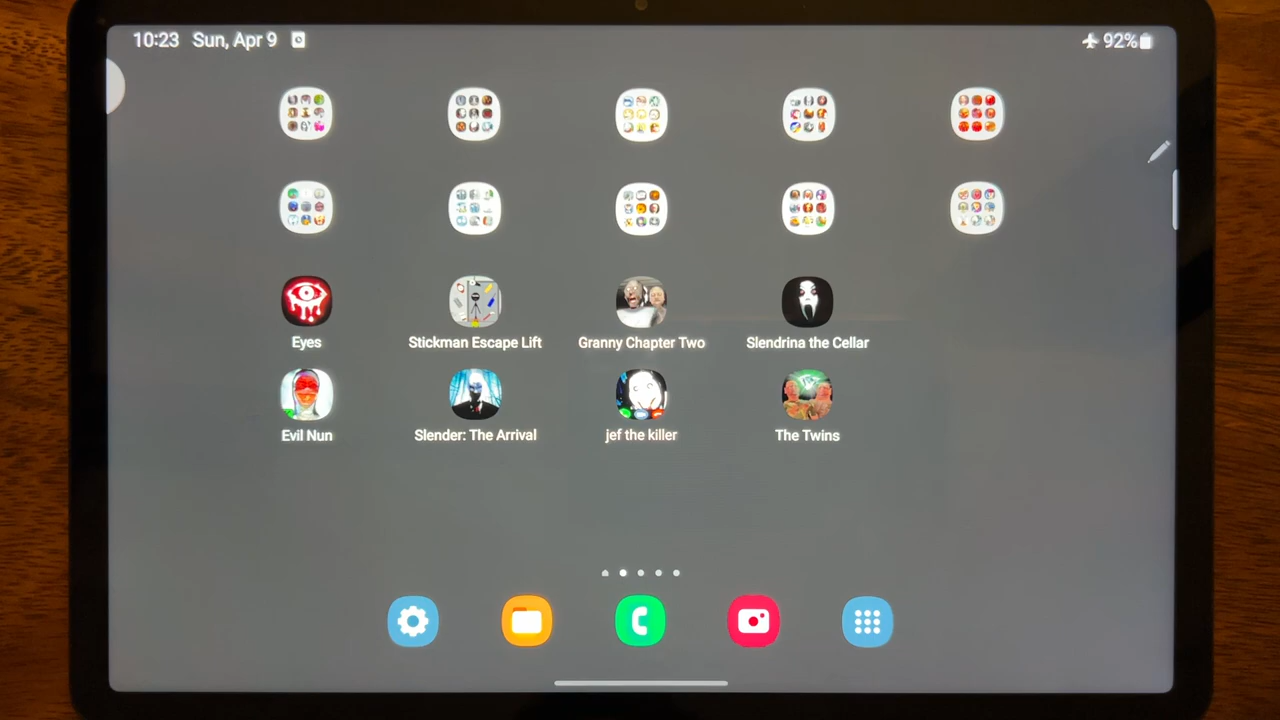 10:23 Sun, Apr 9 92%
Eyes
Stickman Escape Lift
Granny Chapter Two
Slendrina the Cellar
Evil Nun
Slender: The Arrival
jef the killer
The Twins